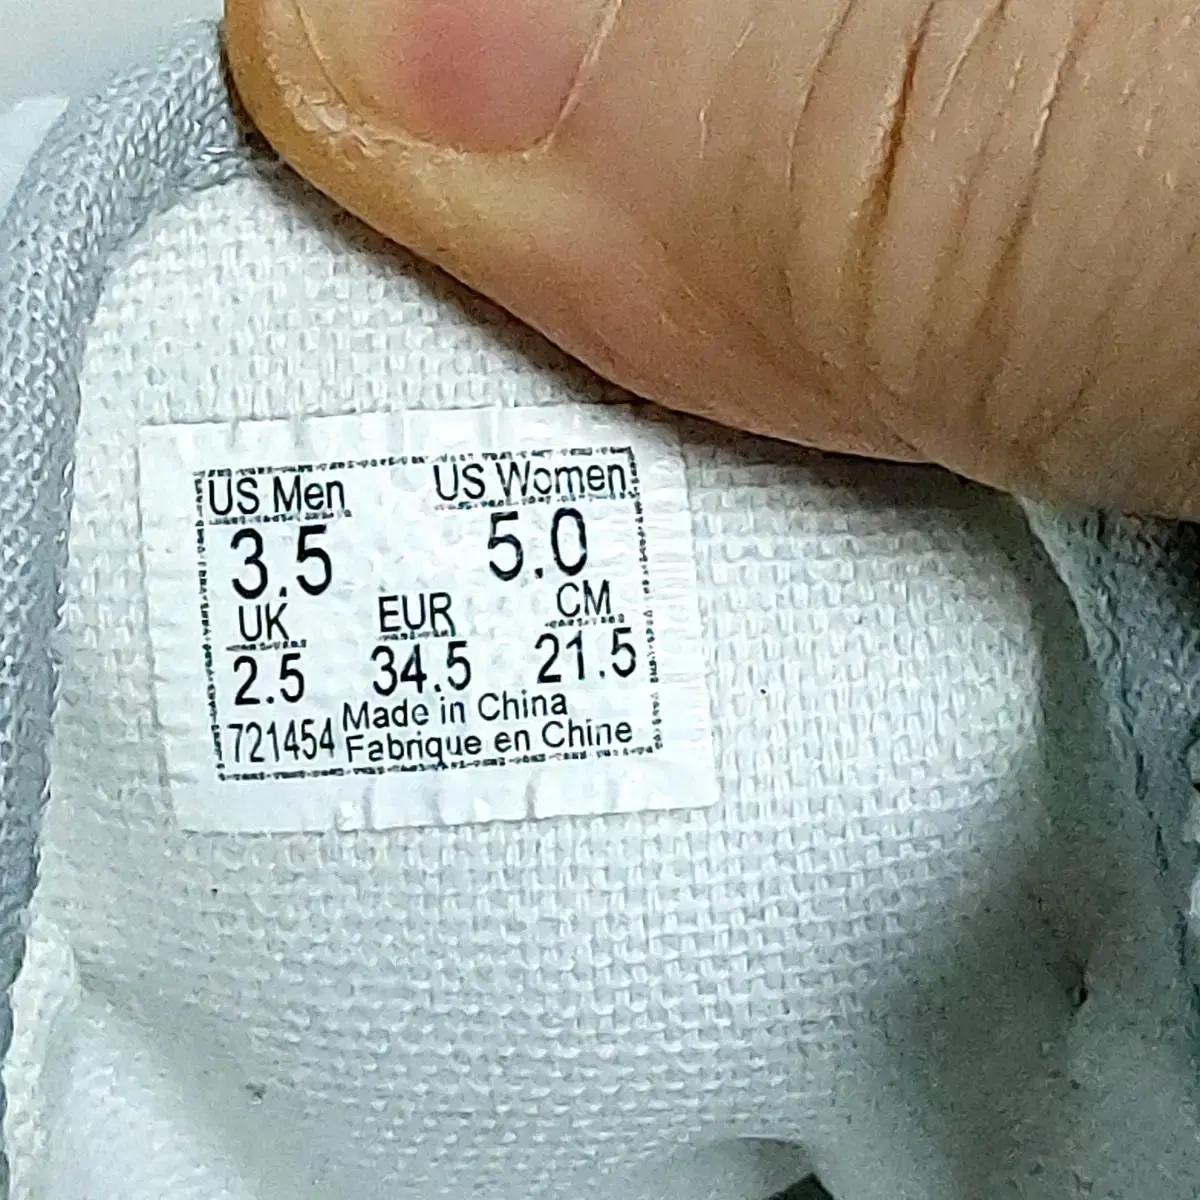 US Men US Women
3.5 5.0
UK EUR CM
2.5 34.5 21.5
721454 Made in China
Fabrique en Chine